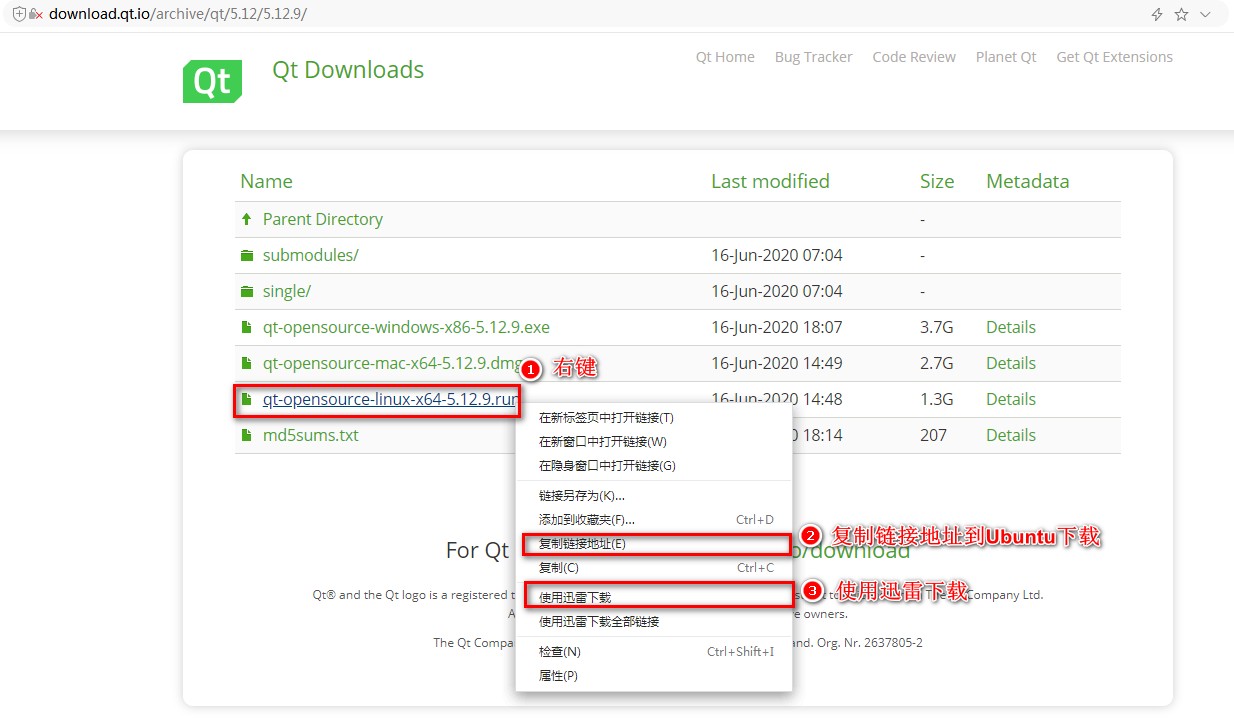 download.qt.io/archive/qt/5.12/5.12.9/
Qt
Qt Downloads
Qt Home Bug Tracker Code Review Planet Qt Get Qt Extensions
Name Last modified Size Metadata
Parent Directory -
submodules/ 16-Jun-2020 07:04 -
single/ 16-Jun-2020 07:04 -
qt-opensource-windows-x86-5.12.9.exe 16-Jun-2020 18:07 3.7G Details
qt-opensource-mac-x64-5.12.9.dmg 16-Jun-2020 14:49 2.7G Details
1 右键
qt-opensource-linux-x64-5.12.9.run 16-Jun-2020 14:48 1.3G Details
md5sums.txt 0 18:14 207 Details
在新标签页中打开链接(T)
在新窗口中打开链接(W)
在隐身窗口中打开链接(G)
链接另存为(K)...
添加到收藏夹(F)... Ctrl+D
复制链接地址(E)
2 复制链接地址到Ubuntu下载
For Qt o/download
复制(C) Ctrl+C
使用迅雷下载
3 使用迅雷下载
Qt® and the Qt logo is a registered Company Ltd.
使用迅雷下载全部链接
owners.
The Qt Compa and. Org. Nr. 2637805-2
检查(N) Ctrl+Shift+I
属性(P)